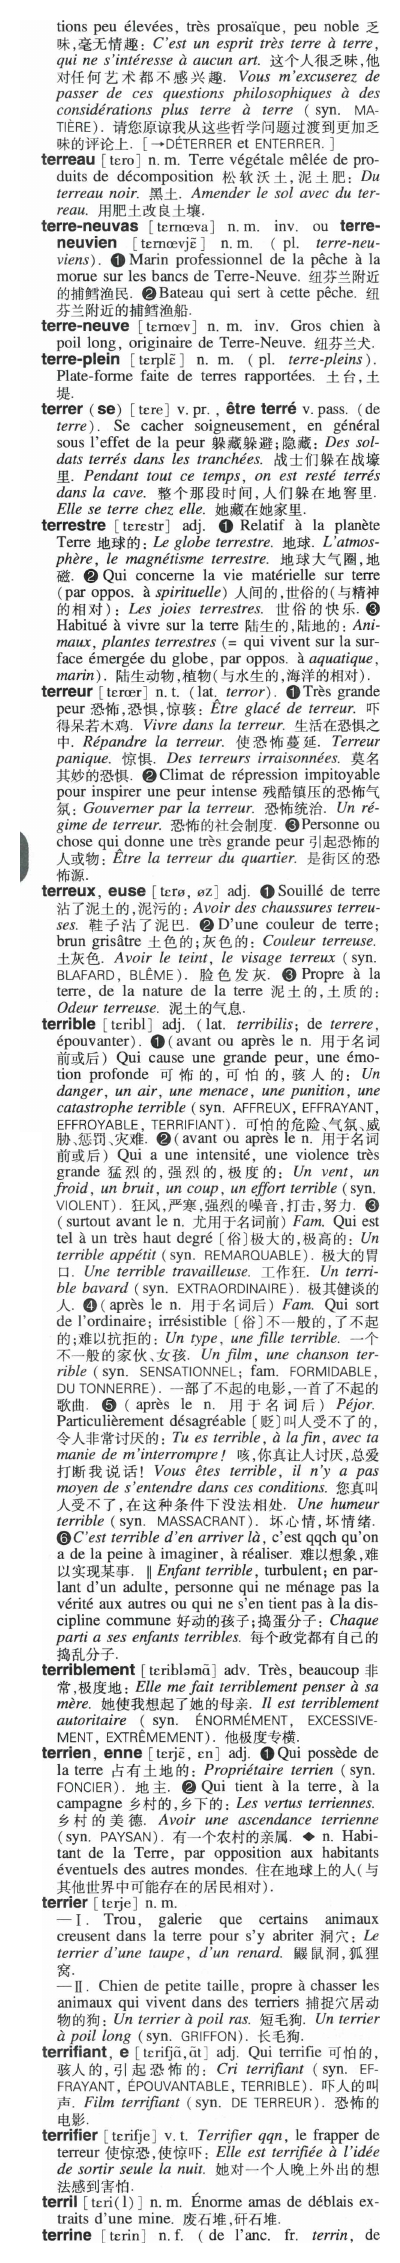 tions peu élevées, très prosaïque, peu noble 乏
味,毫无情趣: C'est un esprit très terre à terre,
qui ne s'intéresse à aucun art. 这个人很乏味,他
对任何艺术都不感兴趣. Vous m'excuserez de
passer de ces questions philosophiques à des
considérations plus terre à terre (syn. MA-
TIÈRE). 请您原谅我从这些哲学问题过渡到更加乏
味的评论上. [→DÉTERRER et ENTERRER.]
terreau [tɛro] n. m. Terre végétale mêlée de pro-
duits de décomposition 松软沃土,泥土肥: Du
terreau noir. 黑土. Amender le sol avec du ter-
reau. 用肥土改良土壤.
terre-neuvas [tɛrnœva] n. m. inv. ou terre-
neuvien [tɛrnœvjɛ̃] n. m. (pl. terre-neu-
viens). ❶Marin professionnel de la pêche à la
morue sur les bancs de Terre-Neuve. 纽芬兰附近
的捕鳕渔民. ❷Bateau qui sert à cette pêche. 纽
芬兰附近的捕鳕渔船.
terre-neuve [tɛrnœv] n. m. inv. Gros chien à
poil long, originaire de Terre-Neuve. 纽芬兰犬.
terre-plein [tɛrplɛ̃] n. m. (pl. terre-pleins).
Plate-forme faite de terres rapportées. 土台,土
堤.
terrer (se) [tɛre] v. pr., être terré v. pass. (de
terre). Se cacher soigneusement, en général
sous l'effet de la peur 躲藏躲避;隐藏: Des sol-
dats terrés dans les tranchées. 战士们躲在战壕
里. Pendant tout ce temps, on est resté terrés
dans la cave. 整个那段时间,人们躲在地窖里.
Elle se terre chez elle. 她藏在她家里.
terrestre [tɛrɛstr] adj. ❶ Relatif à la planète
Terre 地球的: Le globe terrestre. 地球. L'atmos-
phère, le magnétisme terrestre. 地球大气圈,地
磁. ❷ Qui concerne la vie matérielle sur terre
(par oppos. à spirituelle) 人间的,世俗的(与精神
的相对): Les joies terrestres. 世俗的快乐. ❸
Habitué à vivre sur la terre 陆生的,陆地的: Ani-
maux, plantes terrestres (= qui vivent sur la sur-
face émergée du globe, par oppos. à aquatique,
marin). 陆生动物,植物(与水生的,海洋的相对).
terreur [tɛrœr] n. t. (lat. terror). ❶Très grande
peur 恐怖,恐惧,惊骇: Être glacé de terreur. 吓
得呆若木鸡. Vivre dans la terreur. 生活在恐惧之
中. Répandre la terreur. 使恐怖蔓延. Terreur
panique. 惊惧. Des terreurs irraisonnées. 莫名
其妙的恐惧. ❷Climat de répression impitoyable
pour inspirer une peur intense 残酷镇压的恐怖气
氛: Gouverner par la terreur. 恐怖统治. Un ré-
gime de terreur. 恐怖的社会制度. ❸Personne ou
chose qui donne une très grande peur 引起恐怖的
人或物: Être la terreur du quartier. 是街区的恐
怖源.
terreux, euse [tɛrø, øz] adj. ❶Souillé de terre
沾了泥土的,泥污的: Avoir des chaussures terreu-
ses. 鞋子沾了泥巴. ❷D'une couleur de terre;
brun grisâtre 土色的;灰色的: Couleur terreuse.
土灰色. Avoir le teint, le visage terreux (syn.
BLAFARD, BLÊME). 脸色发灰. ❸ Propre à la
terre, de la nature de la terre 泥土的,土质的:
Odeur terreuse. 泥土的气息.
terrible [tɛribl] adj. (lat. terribilis; de terrere,
épouvanter). ❶(avant ou après le n. 用于名词
前或后) Qui cause une grande peur, une émo-
tion profonde 可怖的,可怕的,骇人的: Un
danger, un air, une menace, une punition, une
catastrophe terrible (syn. AFFREUX, EFFRAYANT,
EFFROYABLE, TERRIFIANT). 可怕的危险、气氛、威
胁、惩罚、灾难. ❷(avant ou après le n. 用于名词
前或后) Qui a une intensité, une violence très
grande 猛烈的,强烈的,极度的: Un vent, un
froid, un bruit, un coup, un effort terrible (syn.
VIOLENT). 狂风,严寒,强烈的噪音,打击,努力. ❸
(surtout avant le n. 尤用于名词前) Fam. Qui est
tel à un très haut degré〔俗〕极大的,极高的: Un
terrible appétit (syn. REMARQUABLE). 极大的胃
口. Une terrible travailleuse. 工作狂. Un terri-
ble bavard (syn. EXTRAORDINAIRE). 极其健谈的
人. ❹(après le n. 用于名词后) Fam. Qui sort
de l'ordinaire; irrésistible〔俗〕不一般的,了不起
的;难以抗拒的: Un type, une fille terrible. 一个
不一般的家伙、女孩. Un film, une chanson ter-
rible (syn. SENSATIONNEL; fam. FORMIDABLE,
DU TONNERRE). 一部了不起的电影,一首了不起的
歌曲. ❺ (après le n. 用于名词后) Péjor.
Particulièrement désagréable〔贬〕叫人受不了的,
令人非常讨厌的: Tu es terrible, à la fin, avec ta
manie de m'interrompre! 咳,你真让人讨厌,总爱
打断我说话! Vous êtes terrible, il n'y a pas
moyen de s'entendre dans ces conditions. 您真叫
人受不了,在这种条件下没法相处. Une humeur
terrible (syn. MASSACRANT). 坏心情,坏情绪.
❻C'est terrible d'en arriver là, c'est qqch qu'on
a de la peine à imaginer, à réaliser. 难以想象,难
以实现某事. ‖ Enfant terrible, turbulent; en par-
lant d'un adulte, personne qui ne ménage pas la
vérité aux autres ou qui ne s'en tient pas à la dis-
cipline commune 好动的孩子;捣蛋分子: Chaque
parti a ses enfants terribles. 每个政党都有自己的
捣乱分子.
terriblement [tɛribləmɑ̃] adv. Très, beaucoup 非
常,极度地: Elle me fait terriblement penser à sa
mère. 她使我想起了她的母亲. Il est terriblement
autoritaire (syn. ÉNORMÉMENT, EXCESSIVE-
MENT, EXTRÊMEMENT). 他极度专横.
terrien, enne [tɛrjɛ̃, ɛn] adj. ❶Qui possède de
la terre 占有土地的: Propriétaire terrien (syn.
FONCIER). 地主. ❷ Qui tient à la terre, à la
campagne 乡村的,乡下的: Les vertus terriennes.
乡村的美德. Avoir une ascendance terrienne
(syn. PAYSAN). 有一个农村的亲属. ◆ n. Habi-
tant de la Terre, par opposition aux habitants
éventuels des autres mondes. 住在地球上的人(与
其他世界中可能存在的居民相对).
terrier [tɛrje] n. m.
—Ⅰ. Trou, galerie que certains animaux
creusent dans la terre pour s'y abriter 洞穴: Le
terrier d'une taupe, d'un renard. 鼹鼠洞,狐狸
窝.
—Ⅱ. Chien de petite taille, propre à chasser les
animaux qui vivent dans des terriers 捕捉穴居动
物的狗: Un terrier à poil ras. 短毛狗. Un terrier
à poil long (syn. GRIFFON). 长毛狗.
terrifiant, e [tɛrifjɑ̃, ɑ̃t] adj. Qui terrifie 可怕的,
骇人的,引起恐怖的: Cri terrifiant (syn. EF-
FRAYANT, ÉPOUVANTABLE, TERRIBLE). 吓人的叫
声. Film terrifiant (syn. DE TERREUR). 恐怖的
电影.
terrifier [tɛrifje] v. t. Terrifier qqn, le frapper de
terreur 使惊恐,使惊吓: Elle est terrifiée à l'idée
de sortir seule la nuit. 她对一个人晚上外出的想
法感到害怕.
terril [tɛri(l)] n. m. Énorme amas de déblais ex-
traits d'une mine. 废石堆,矸石堆.
terrine [tɛrin] n. f. (de l'anc. fr. terrin, de